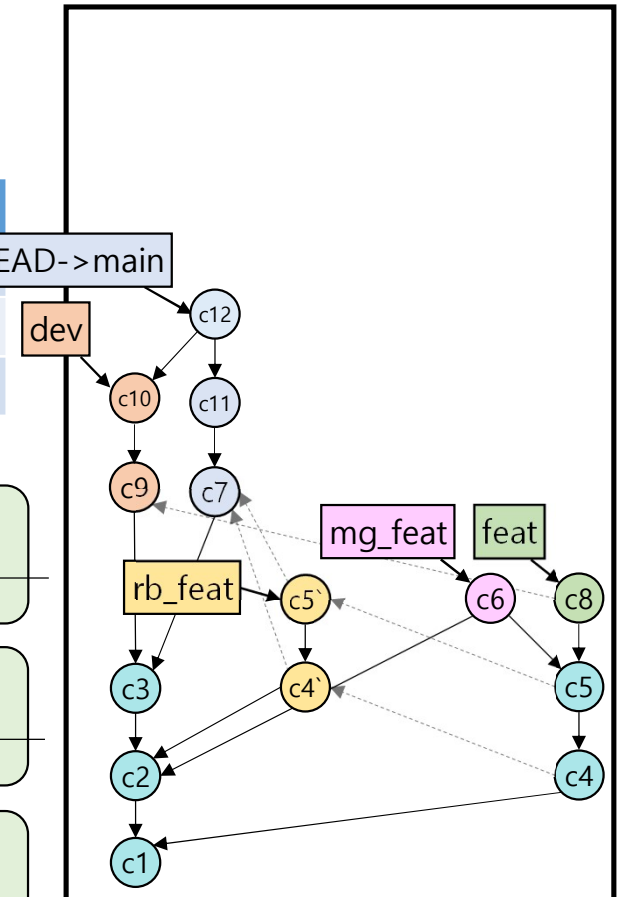 EAD->main
c12
dev
c10
c11
c9
c7
mg_feat
feat
rb_feat
c5`
c6
c8
c3
c4`
c5
c2
c4
c1